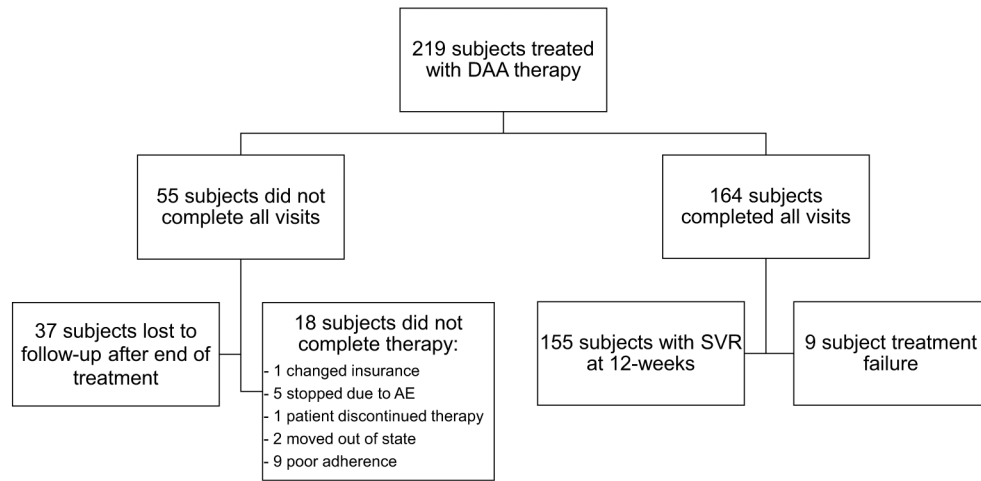 219 subjects treated
with DAA therapy
55 subjects did not
complete all visits
164 subjects
completed all visits
37 subjects lost to
follow-up after end of
treatment
18 subjects did not
complete therapy:
- 1 changed insurance
- 5 stopped due to AE
- 1 patient discontinued therapy
- 2 moved out of state
- 9 poor adherence
155 subjects with SVR
at 12-weeks
9 subject treatment
failure